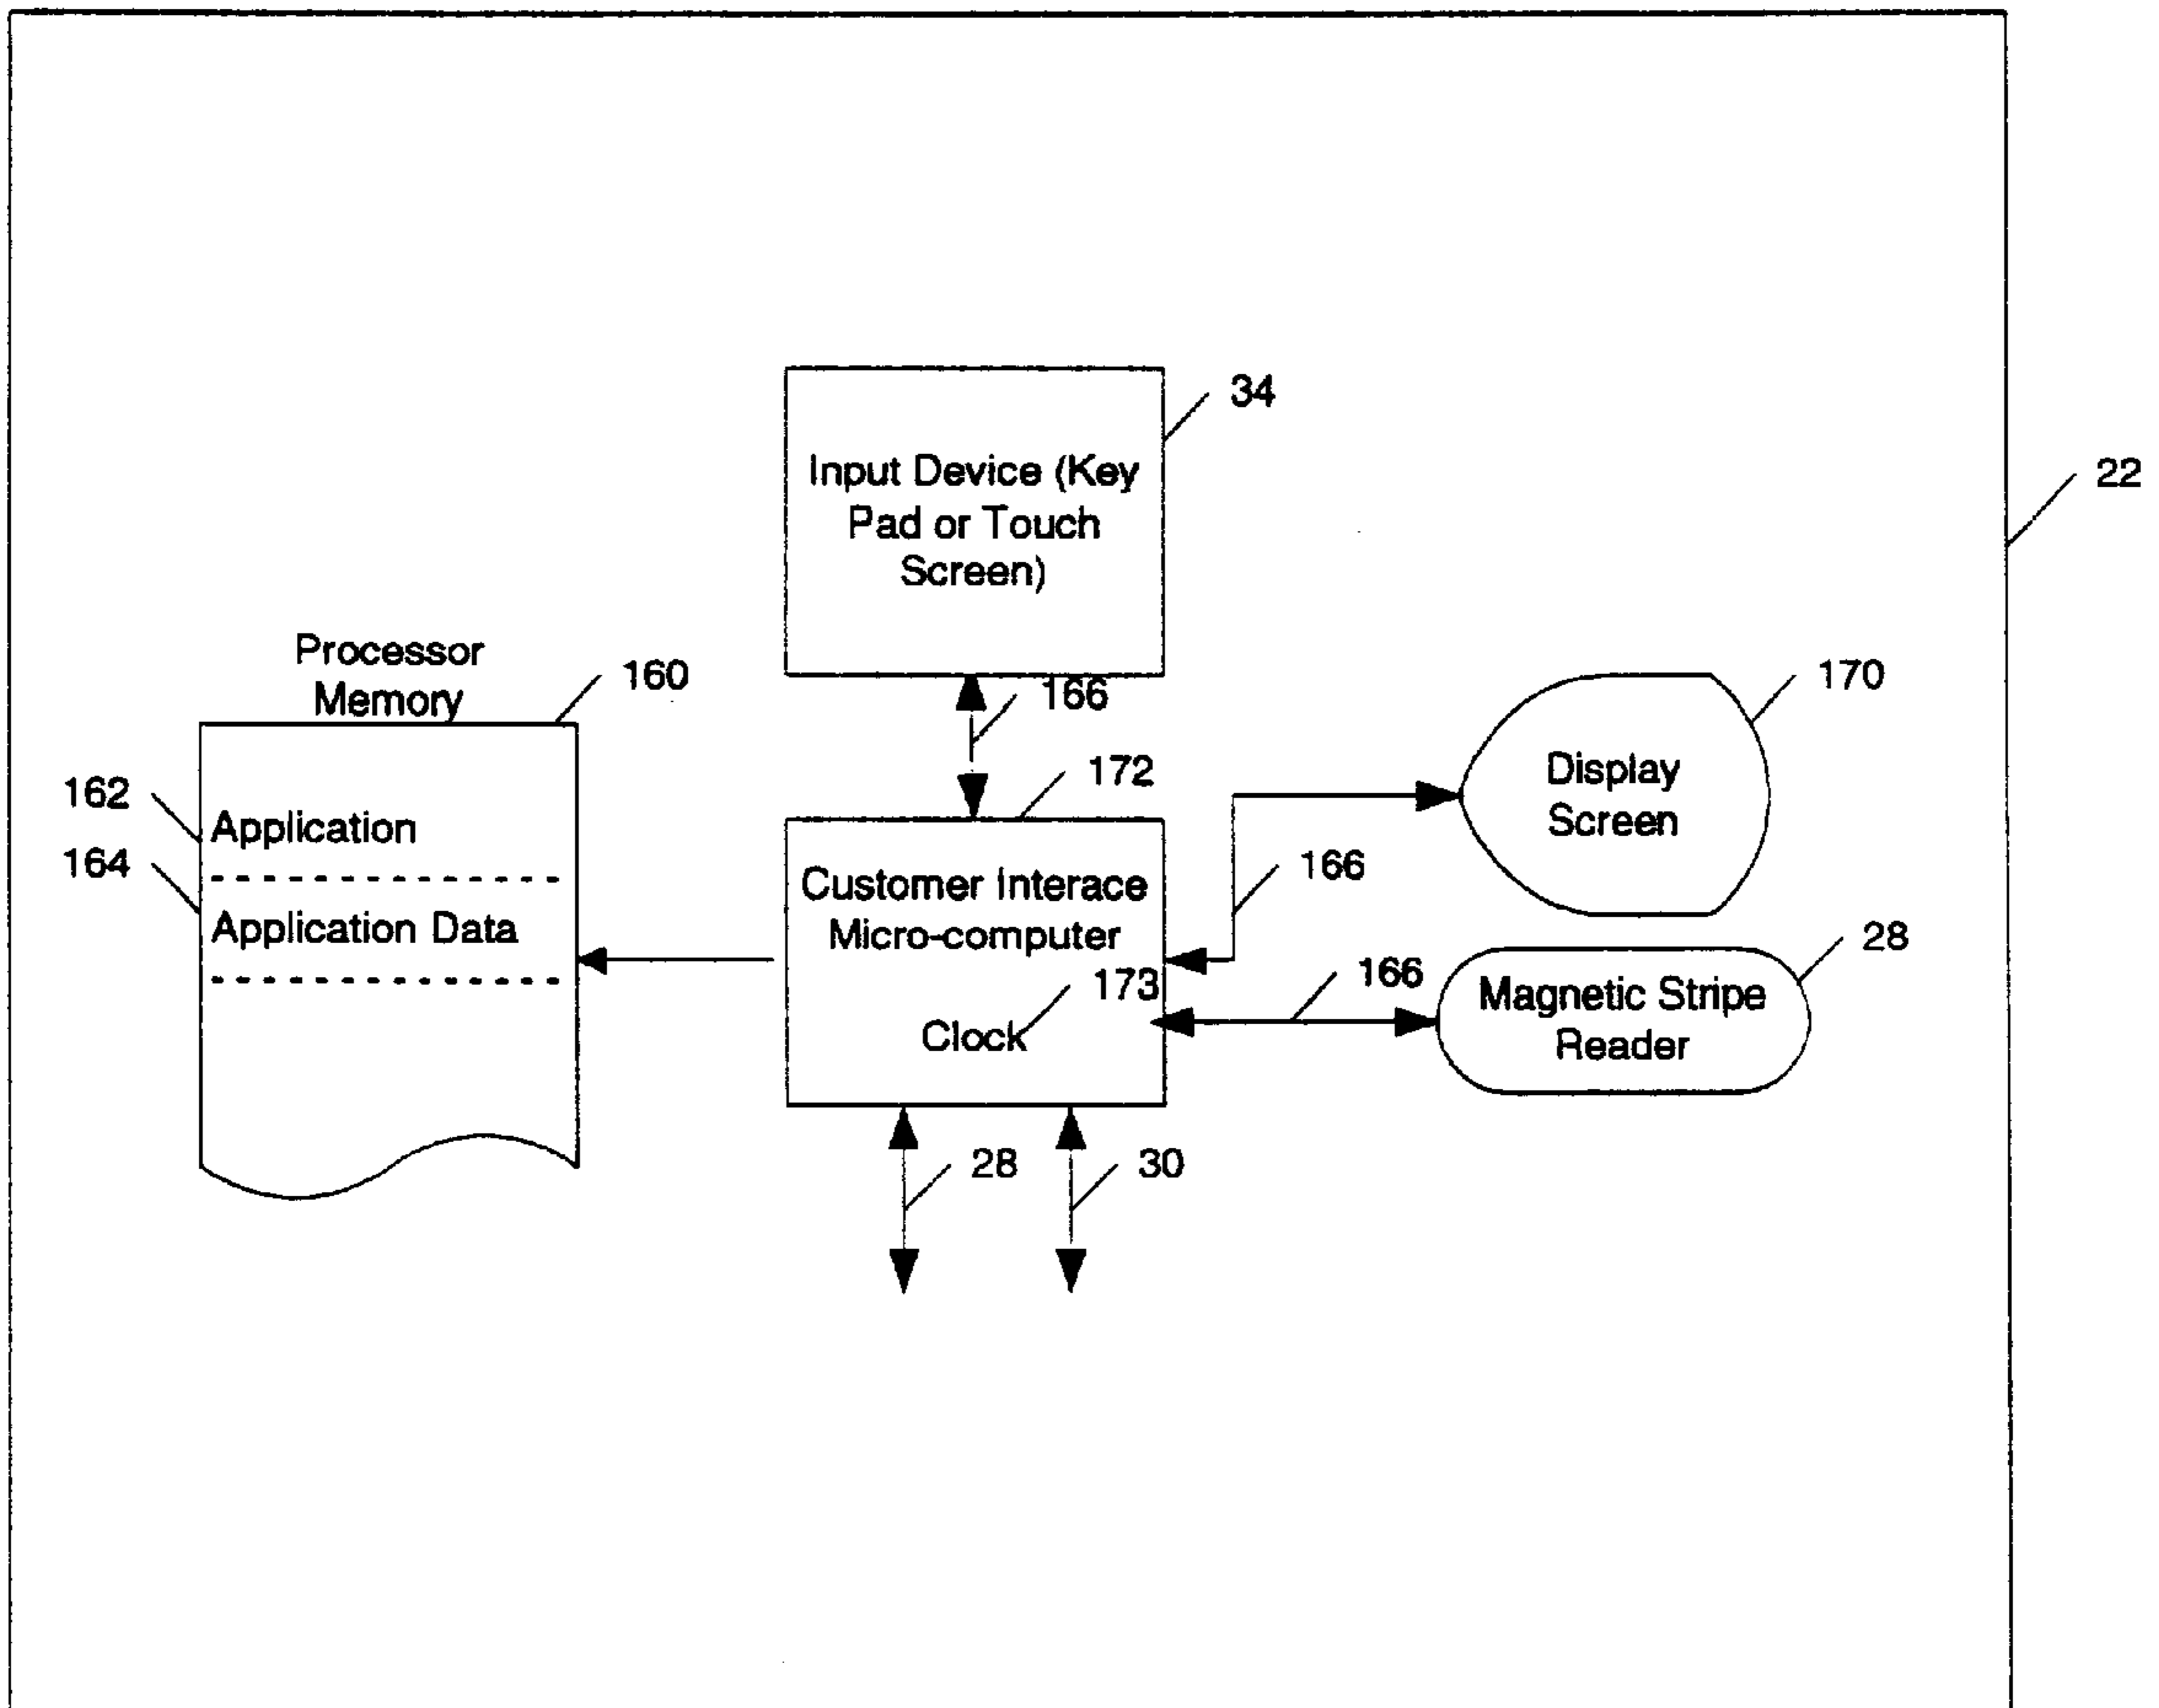 34
Input Device (Key
Pad or Touch
Screen)
22
Processor
Memory
160
166
170
172
162
Application
Display
Screen
164
Application Data
Customer Interace
Micro-computer
166
28
173
Clock
166
Magnetic Stripe
Reader
28
30